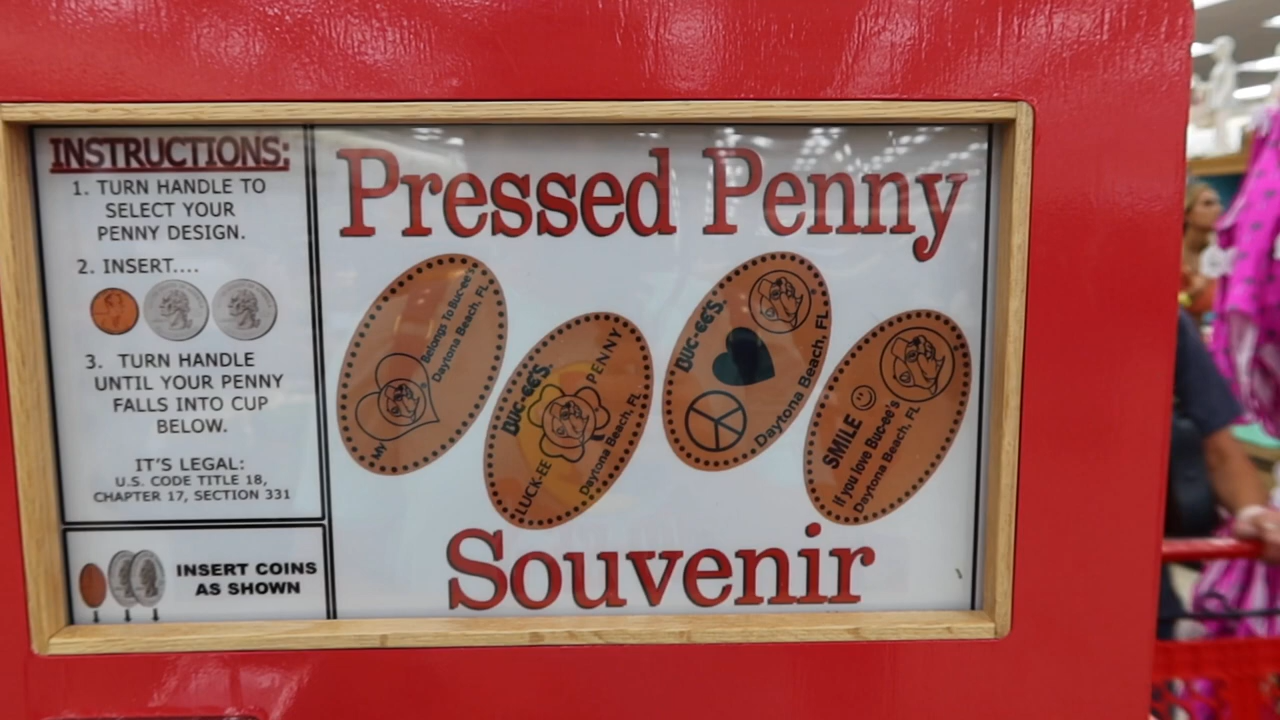 INSTRUCTIONS:
1. TURN HANDLE TO
SELECT YOUR
PENNY DESIGN.
2. INSERT....
3. TURN HANDLE
UNTIL YOUR PENNY
FALLS INTO CUP
BELOW.
IT'S LEGAL:
U.S. CODE TITLE 18,
CHAPTER 17, SECTION 331
INSERT COINS
AS SHOWN
Pressed Penny
My Belongs To Buc-ee's
Daytona Beach, FL.
BUC-EE'S.
LUCK-EE PENNY
Daytona Beach, FL
BUC-EE'S.
Daytona Beach, FL.
SMILE
If you love Buc-ee's
Daytona Beach, FL
Souvenir